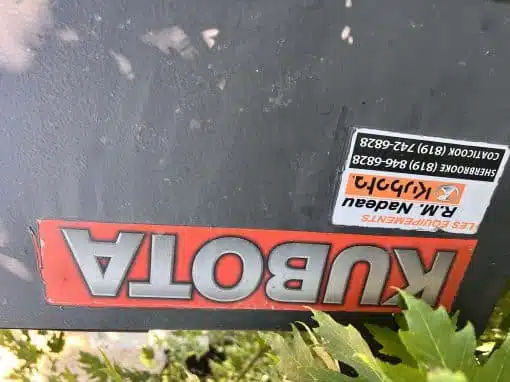 KUBOTA
LES ÉQUIPEMENTS
R.M. Nadeau
Kubota.
SHERBROOKE (819) 846-6828
COATICOOK (819) 742-6828